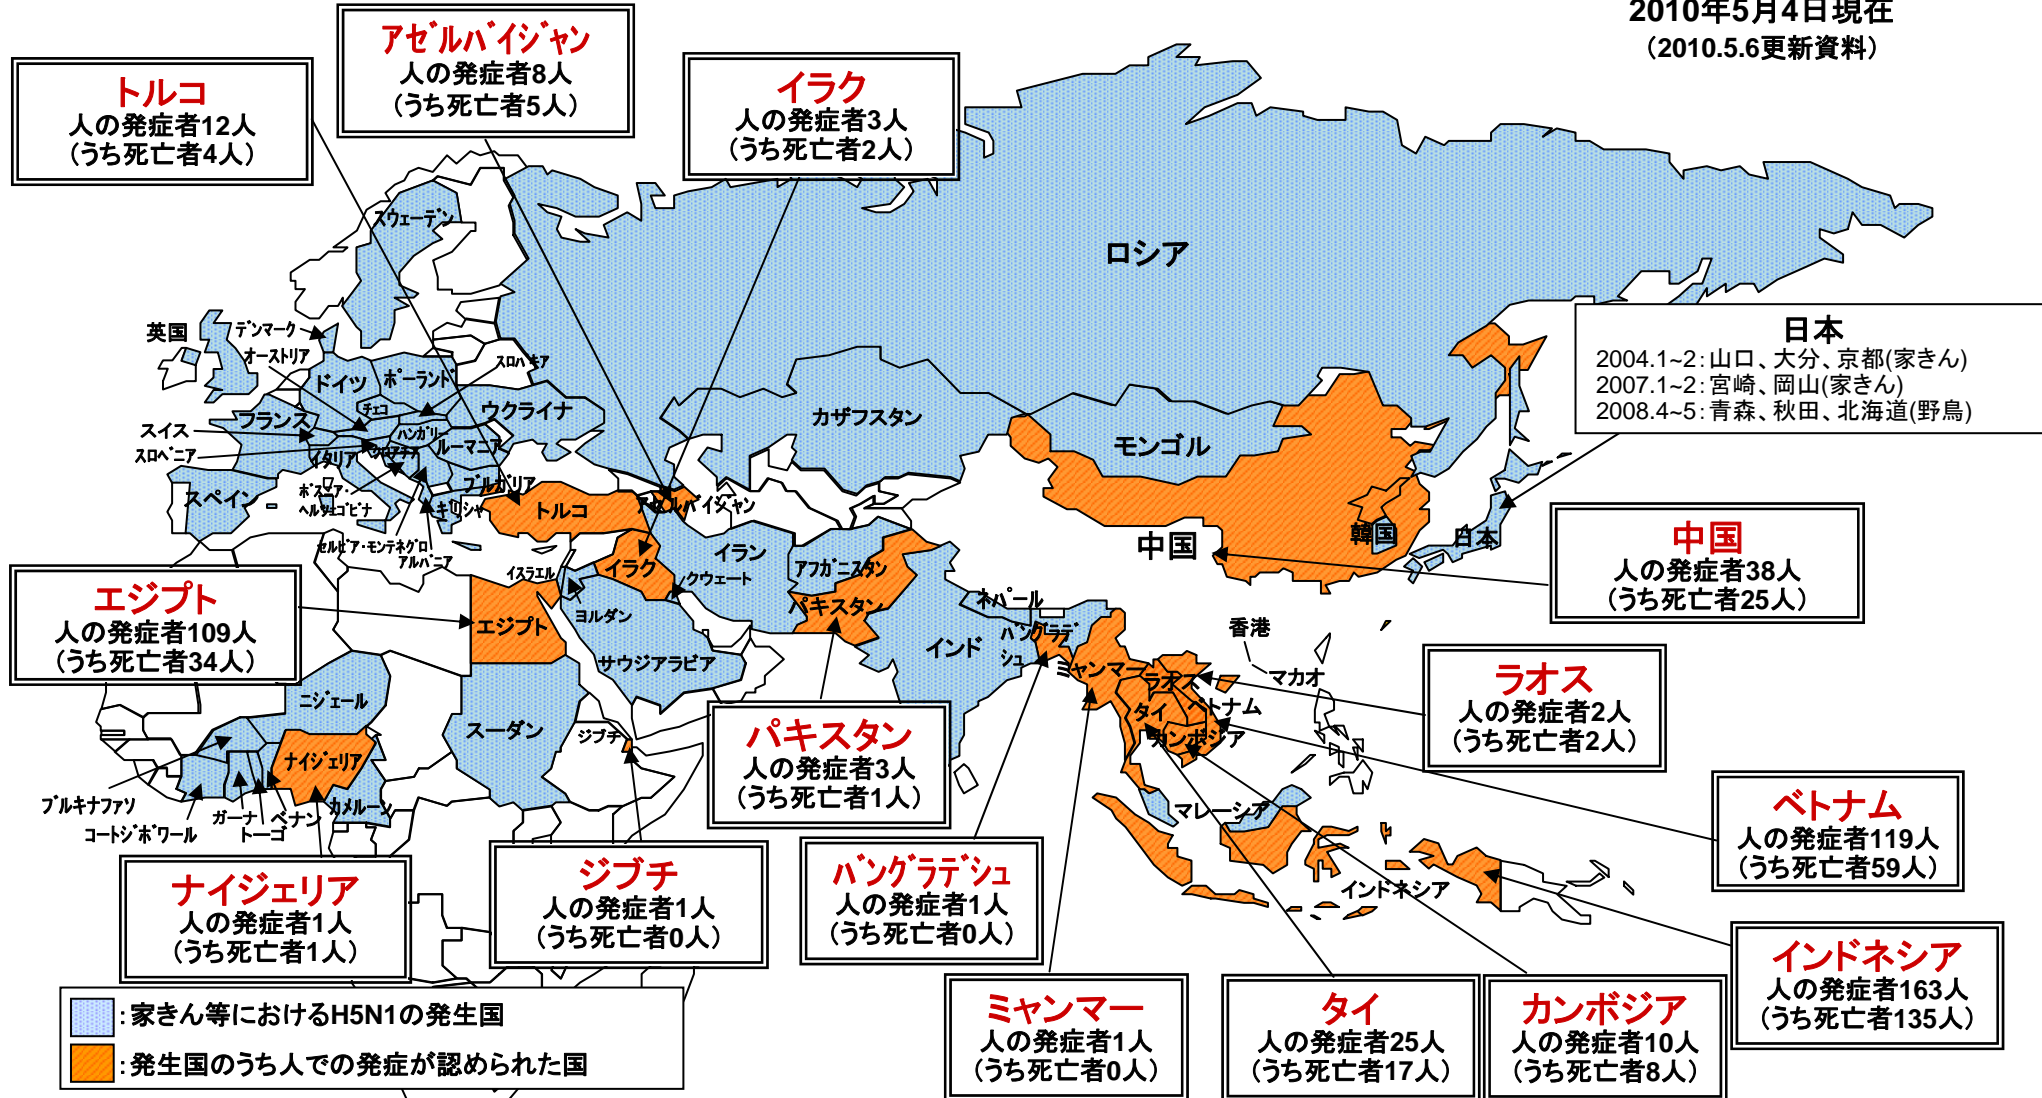 2010年5月4日現在
（2010.5.6更新資料）
トルコ
人の発症者12人
（うち死亡者4人）
アゼルバイジャン
人の発症者8人
（うち死亡者5人）
イラク
人の発症者3人
（うち死亡者2人）
日本
2004.1~2：山口、大分、京都(家きん)
2007.1~2：宮崎、岡山(家きん)
2008.4~5：青森、秋田、北海道(野鳥)
中国
人の発症者38人
（うち死亡者25人）
エジプト
人の発症者109人
（うち死亡者34人）
ラオス
人の発症者2人
（うち死亡者2人）
パキスタン
人の発症者3人
（うち死亡者1人）
ベトナム
人の発症者119人
（うち死亡者59人）
ナイジェリア
人の発症者1人
（うち死亡者1人）
ジブチ
人の発症者1人
（うち死亡者0人）
バングラデシュ
人の発症者1人
（うち死亡者0人）
インドネシア
人の発症者163人
（うち死亡者135人）
ミャンマー
人の発症者1人
（うち死亡者0人）
タイ
人の発症者25人
（うち死亡者17人）
カンボジア
人の発症者10人
（うち死亡者8人）
：家きん等におけるH5N1の発生国
：発生国のうち人での発症が認められた国
スウェーデン
ロシア
英国
デンマーク
オーストリア
スロバキア
ドイツ
ポーランド
チェコ
フランス
ウクライナ
カザフスタン
スイス
ハンガリー
ルーマニア
モンゴル
スロベニア
イタリア
クロアチア
スペイン
ボスニア・
ヘルツェゴビナ
ブルガリア
ギリシャ
トルコ
アゼルバイジャン
セルビア・モンテネグロ
アルバニア
イスラエル
イラク
イラン
クウェート
アフガニスタン
中国
韓国
日本
エジプト
ヨルダン
パキスタン
ネパール
サウジアラビア
インド
バングラデ
シュ
ミャンマー
香港
マカオ
ラオス
タイ
ベトナム
カンボジア
ニジェール
スーダン
ジブチ
ナイジェリア
カメルーン
ブルキナファソ
コートジボワール
ガーナ
トーゴ
ベナン
マレーシア
インドネシア